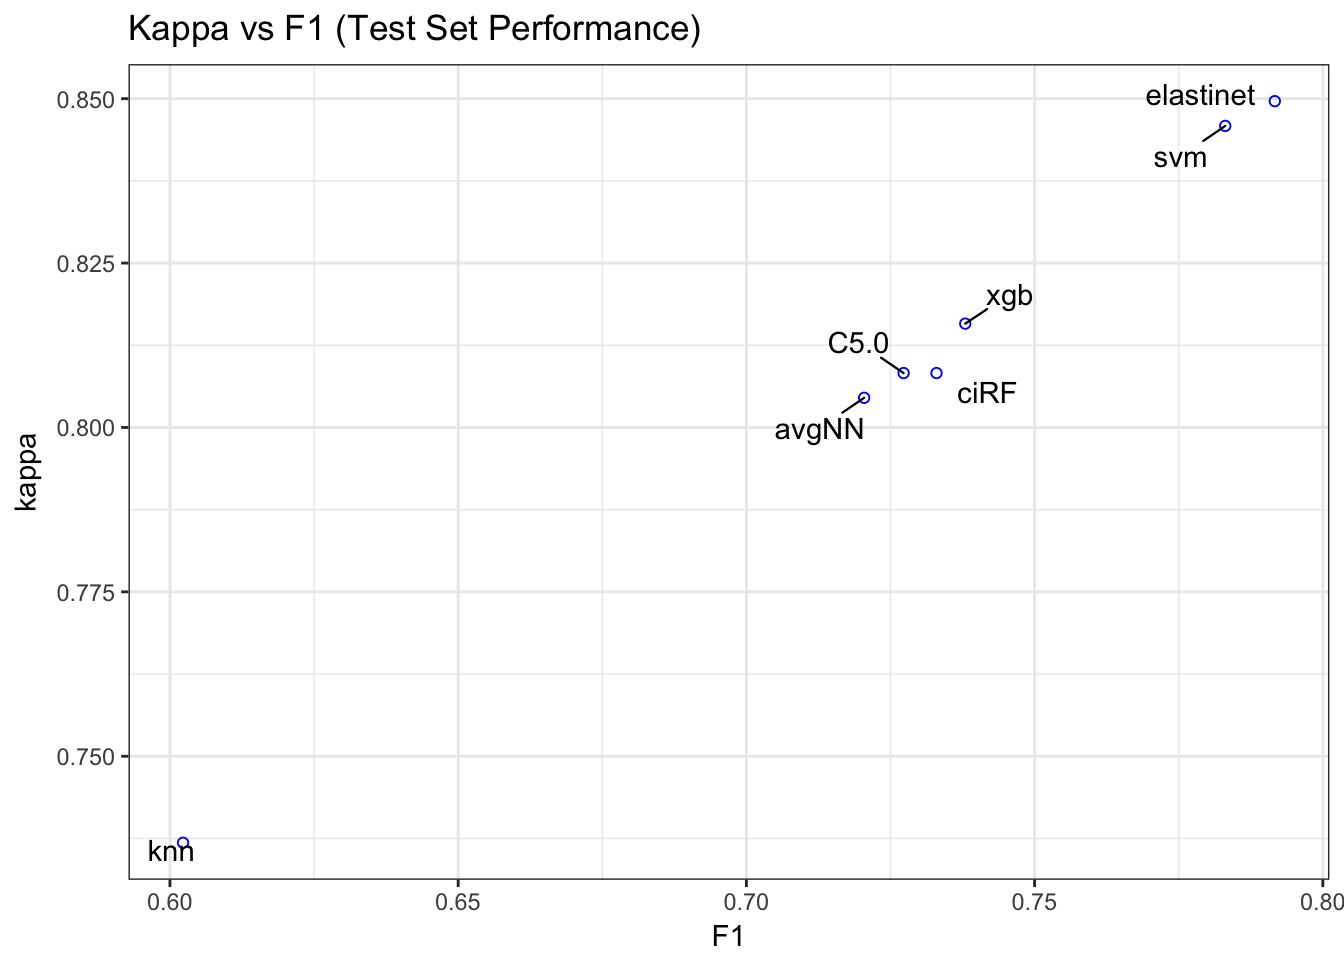 Kappa vs F1 (Test Set Performance)
0.850
elastinet
svm
0.825
xgb
C5.0
ciRF
0.800
avgNN
kappa
0.775
0.750
knn
0.60
0.65
0.70
0.75
0.80
F1